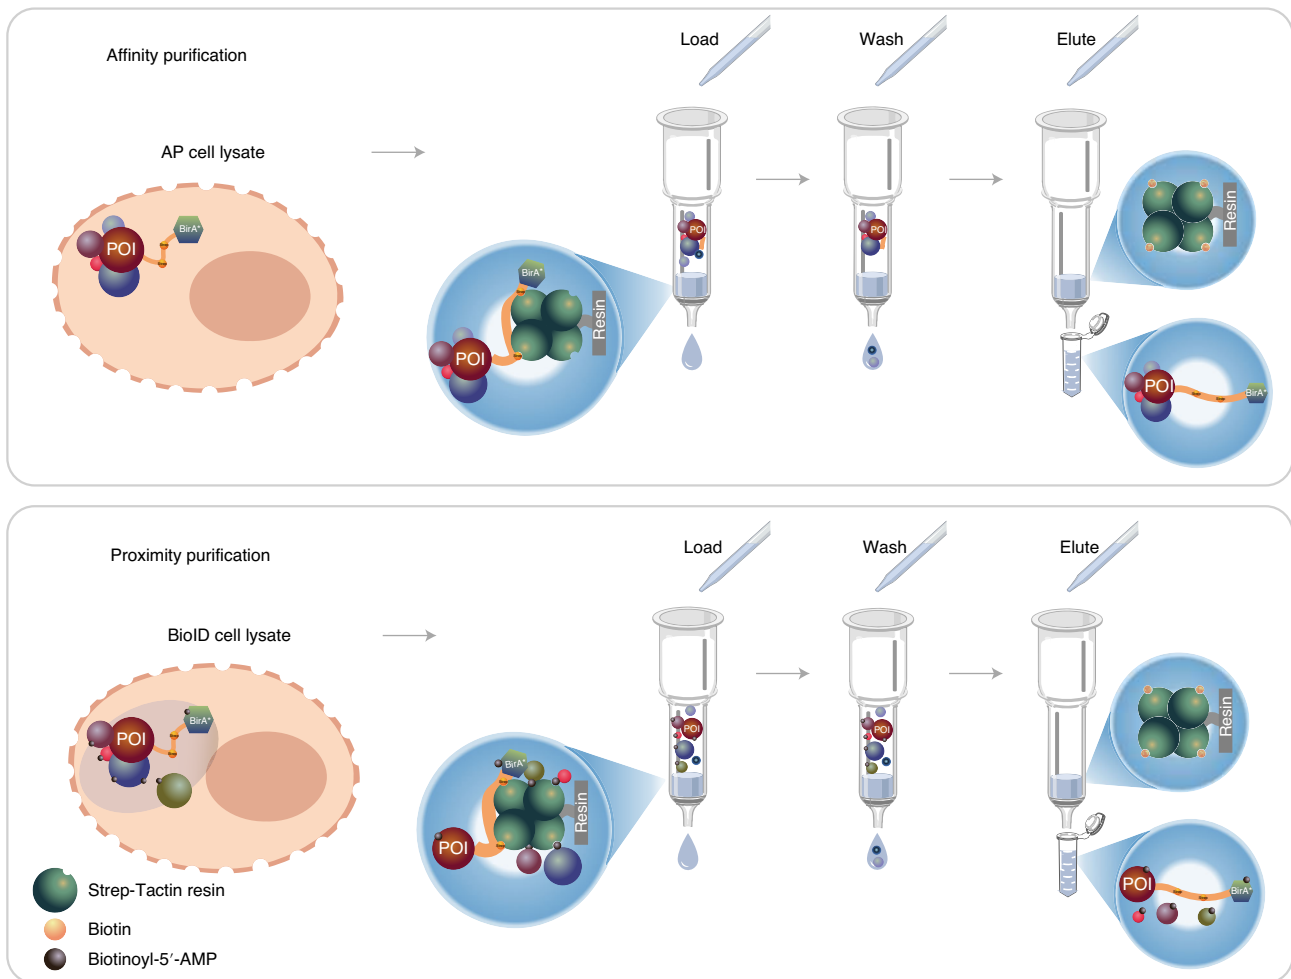 Affinity purification
Load
Wash
Elute
AP cell lysate
POI
BirA*
BirA*
POI
Resin
POI
POI
Resin
POI
BirA*
Proximity purification
Load
Wash
Elute
BioID cell lysate
POI
BirA*
BirA*
POI
Resin
POI
POI
Resin
POI
BirA*
Strep-Tactin resin
Biotin
Biotinoyl-5′-AMP